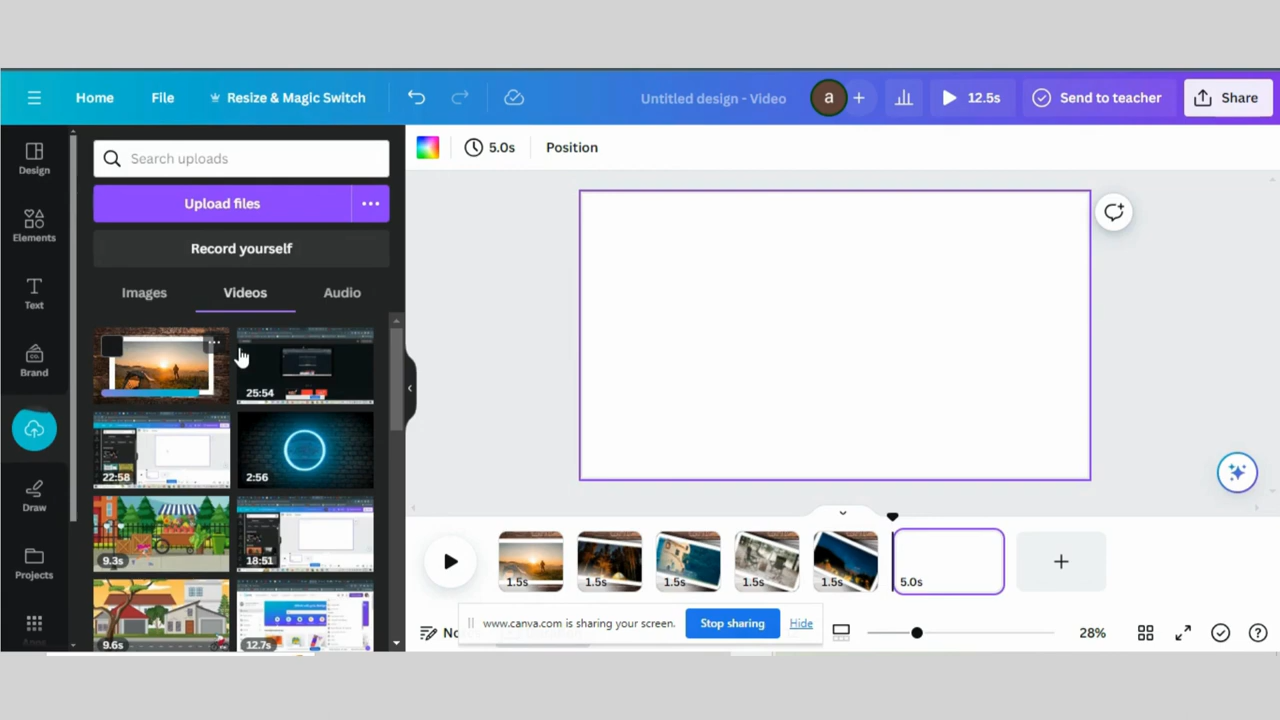 Home File Resize & Magic Switch Untitled design - Video a 12.5s Send to teacher Share
Design
Elements
Text
Brand
Draw
Projects
Apps
Search uploads
Upload files
Record yourself
Images Videos Audio
25:54
22:58
2:56
9.3s
18:51
9.6s
12.7s
5.0s Position
1.5s
1.5s
1.5s
1.5s
1.5s
5.0s
No
www.canva.com is sharing your screen. Stop sharing Hide
28%